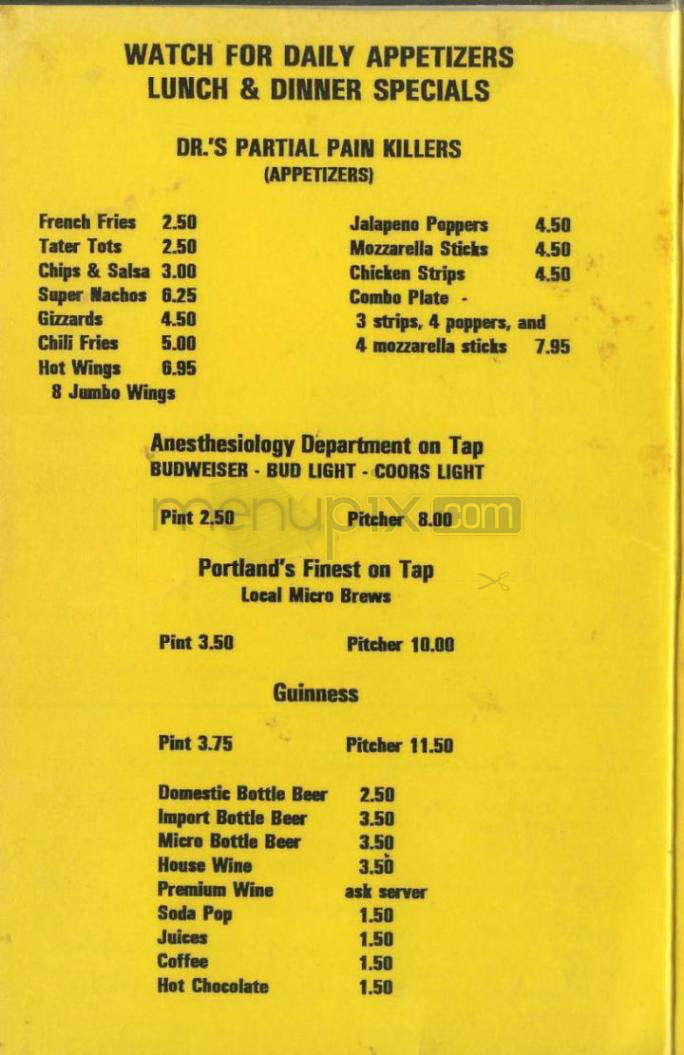 WATCH FOR DAILY APPETIZERS
LUNCH & DINNER SPECIALS
DR.'S PARTIAL PAIN KILLERS
(APPETIZERS)
French Fries 2.50
Tater Tots 2.50
Chips & Salsa 3.00
Super Nachos 6.25
Gizzards 4.50
Chili Fries 5.00
Hot Wings 6.95
8 Jumbo Wings
Jalapeno Poppers 4.50
Mozzarella Sticks 4.50
Chicken Strips 4.50
Combo Plate -
3 strips, 4 poppers, and
4 mozzarella sticks 7.95
Anesthesiology Department on Tap
BUDWEISER - BUD LIGHT - COORS LIGHT
menupix.com
Pint 2.50 Pitcher 8.00
Portland's Finest on Tap
Local Micro Brews
Pint 3.50 Pitcher 10.00
Guinness
Pint 3.75 Pitcher 11.50
Domestic Bottle Beer 2.50
Import Bottle Beer 3.50
Micro Bottle Beer 3.50
House Wine 3.50
Premium Wine ask server
Soda Pop 1.50
Juices 1.50
Coffee 1.50
Hot Chocolate 1.50